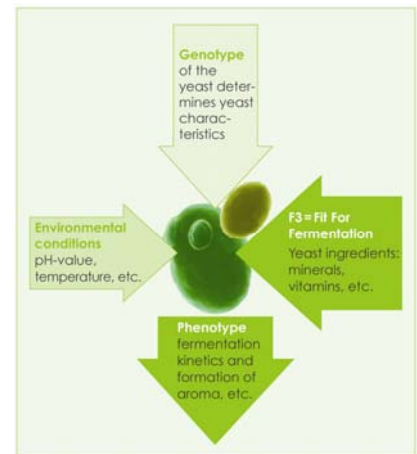 Genotype
of the
yeast deter-
mines yeast
charac-
teristics
Environmental
conditions
pH-value,
temperature, etc.
F3=Fit For
Fermentation
Yeast ingredients:
minerals,
vitamins, etc.
Phenotype
fermentation
kinetics and
formation of
aroma, etc.